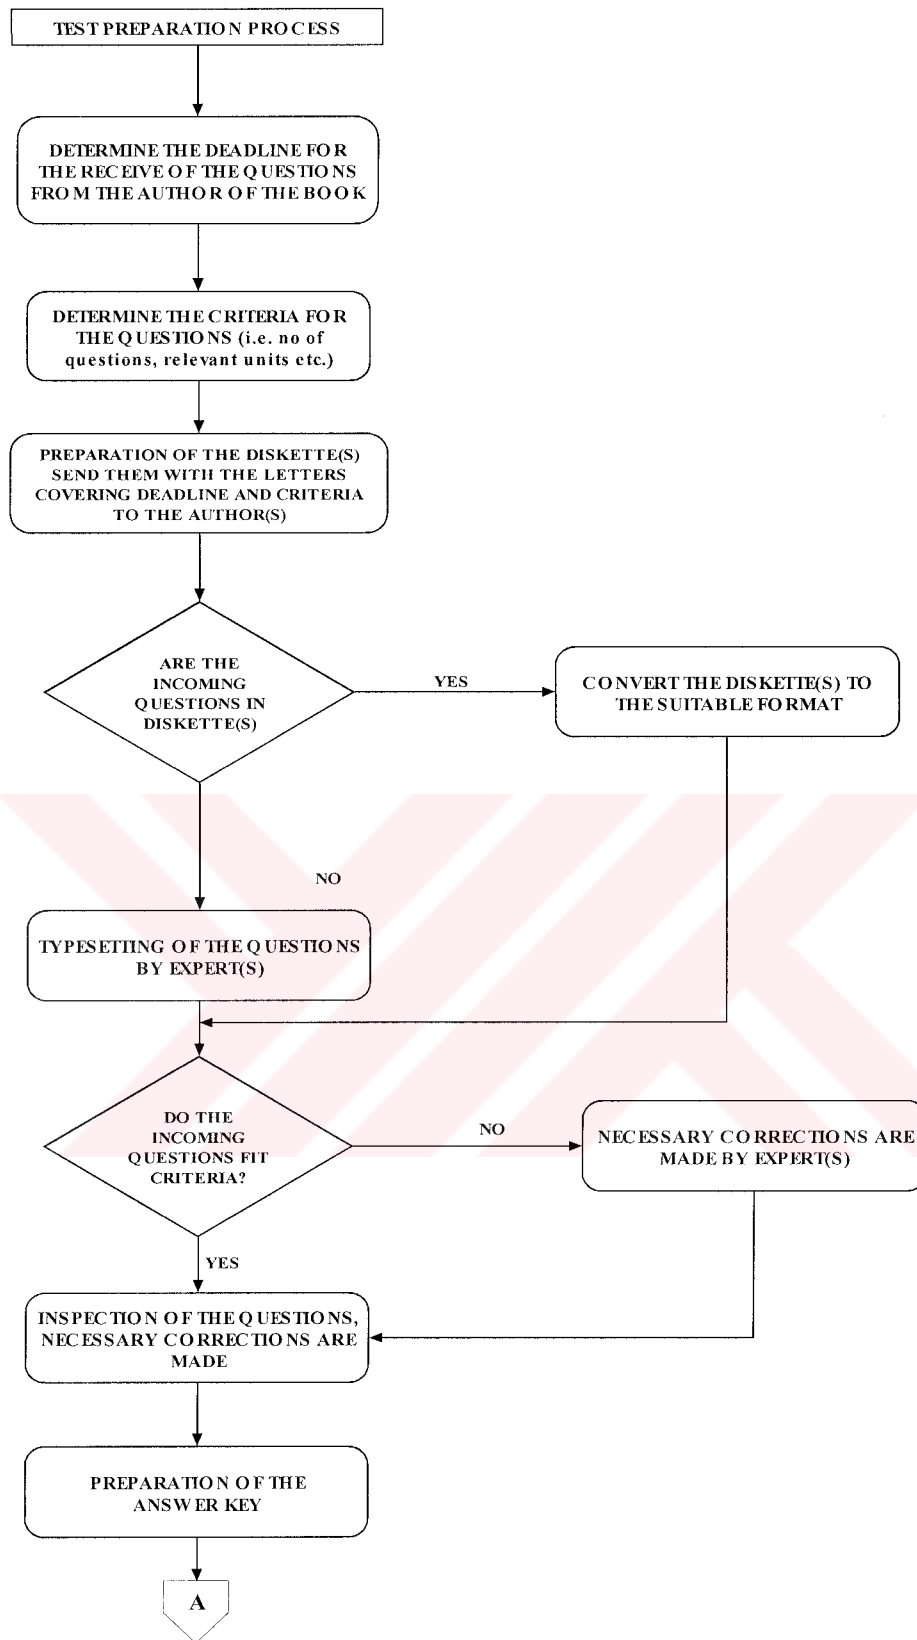 TEST PREPARATION PROCESS
DETERMINE THE DEADLINE FOR
THE RECEIVE OF THE QUESTIONS
FROM THE AUTHOR OF THE BOOK
DETERMINE THE CRITERIA FOR
THE QUESTIONS (i.e. no of
questions, relevant units etc.)
PREPARATION OF THE DISKETTE(S)
SEND THEM WITH THE LETTERS
COVERING DEADLINE AND CRITERIA
TO THE AUTHOR(S)
ARE THE
INCOMING
QUESTIONS IN
DISKETTE(S)
YES
CONVERT THE DISKETTE(S) TO
THE SUITABLE FORMAT
NO
TYPESETTING OF THE QUESTIONS
BY EXPERT(S)
DO THE
INCOMING
QUESTIONS FIT
CRITERIA?
NO
NECESSARY CORRECTIONS ARE
MADE BY EXPERT(S)
YES
INSPECTION OF THE QUESTIONS,
NECESSARY CORRECTIONS ARE
MADE
PREPARATION OF THE
ANSWER KEY
A